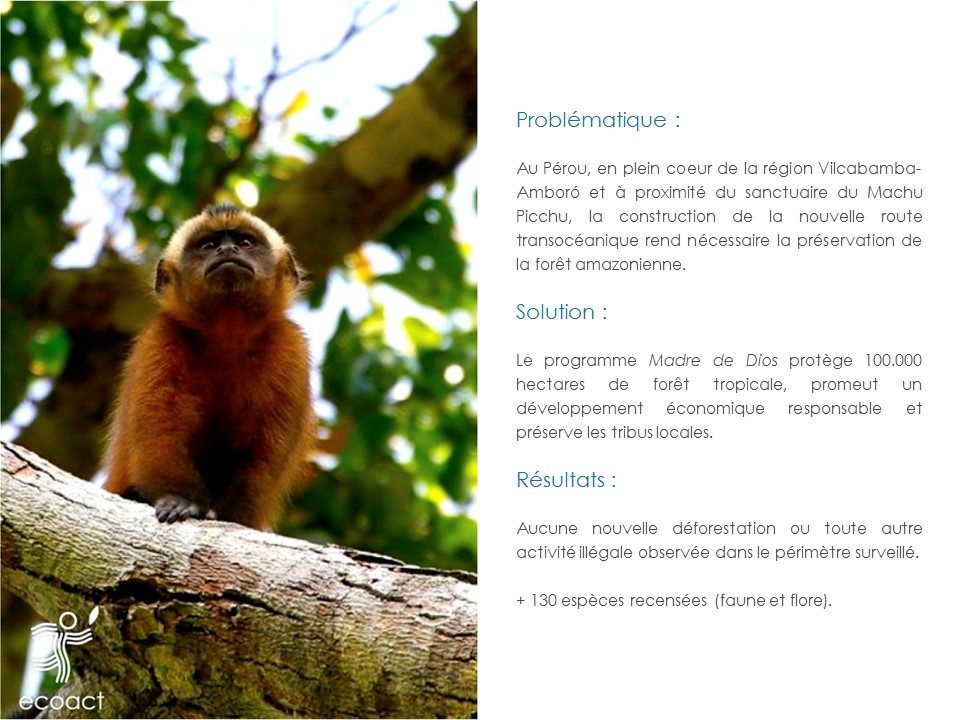 Problématique :
Au Pérou, en plein coeur de la région Vilcabamba-
Amboró et à proximité du sanctuaire du Machu
Picchu, la construction de la nouvelle route
transocéanique rend nécessaire la préservation de
la forêt amazonienne.
Solution :
Le programme Madre de Dios protège 100.000
hectares de forêt tropicale, promeut un
développement économique responsable et
préserve les tribus locales.
Résultats :
Aucune nouvelle déforestation ou toute autre
activité illégale observée dans le périmètre surveillé.
+ 130 espèces recensées (faune et flore).
ecoact